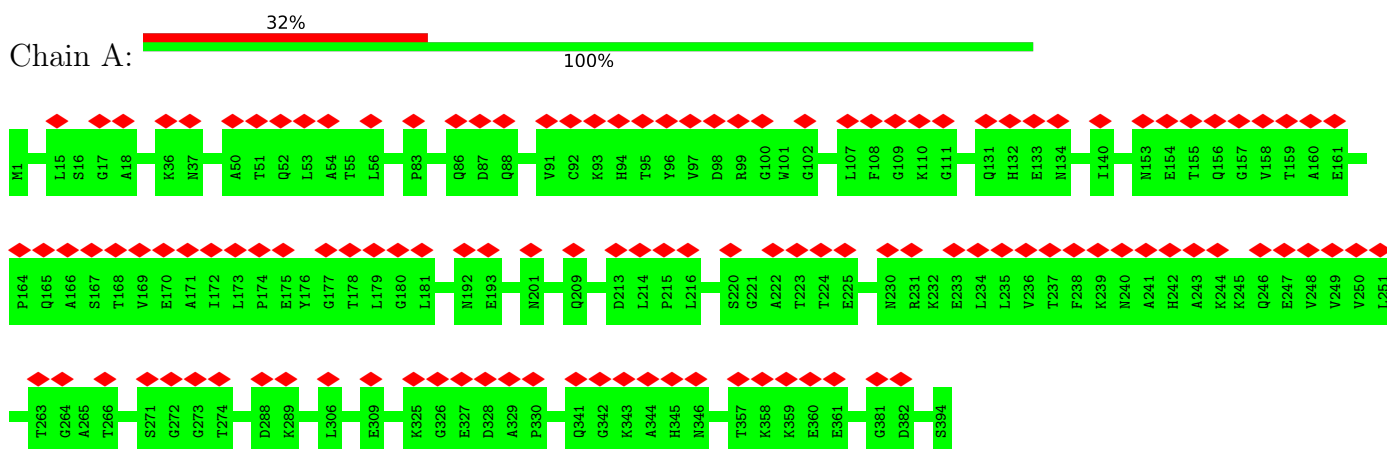 32%
Chain A:
100%
M1 L15 S16 G17 A18 K36 N37 A50 T51 Q52 L53 A54 T55 L56 P83 Q86 D87 Q88 V91 C92 K93 H94 T95 Y96 V97 D98 R99 G100 W101 G102 L107 F108 G109 K110 G111 Q131 H132 E133 N134 I140 N153 E154 T155 Q156 G157 V158 T159 A160 E161
P164 Q165 A166 S167 T168 V169 E170 A171 I172 L173 P174 E175 Y176 G177 T178 L179 G180 L181 N192 E193 N201 Q209 D213 L214 P215 L216 S220 G221 A222 T223 T224 E225 N230 R231 K232 E233 L234 L235 V236 T237 F238 K239 N240 A241 H242 A243 K244 K245 Q246 E247 V248 V249 V250 L251
T263 G264 A265 T266 S271 G272 G273 T274 D288 K289 L306 E309 K325 G326 E327 D328 A329 P330 Q341 G342 K343 A344 H345 N346 T357 K358 K359 E360 E361 G381 D382 S394